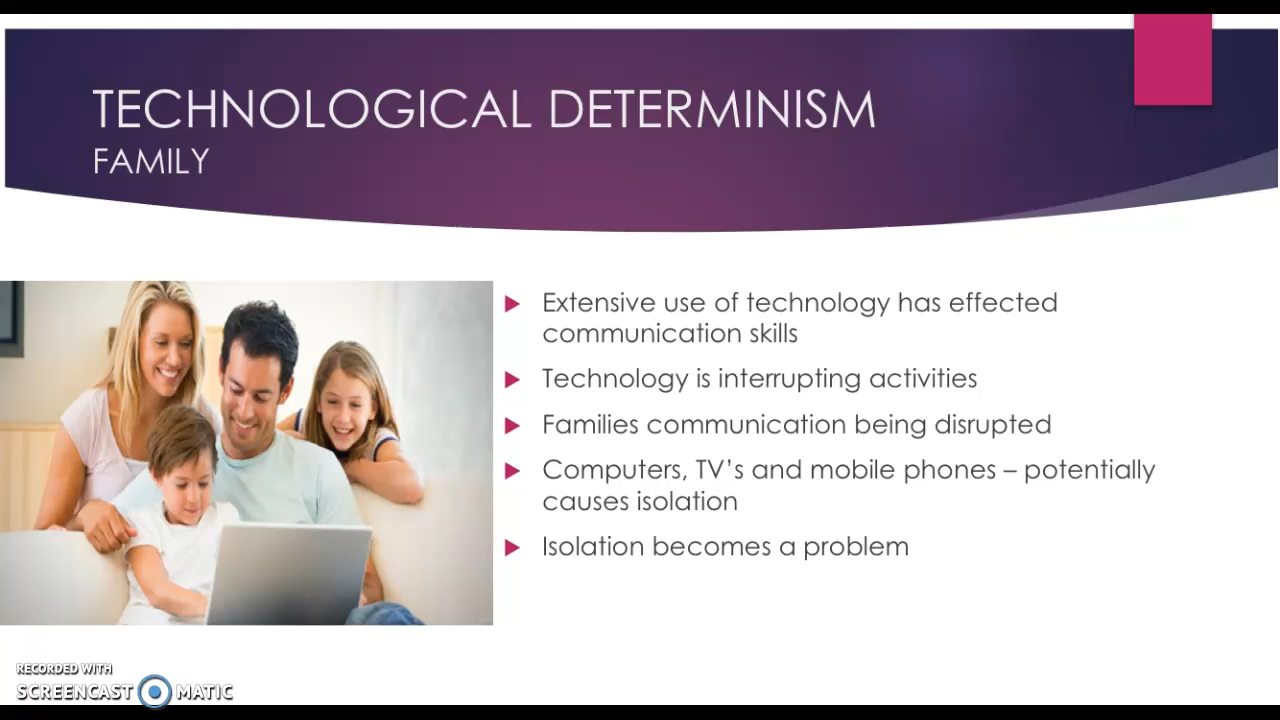 TECHNOLOGICAL DETERMINISM
FAMILY
Extensive use of technology has effected
communication skills
Technology is interrupting activities
Families communication being disrupted
Computers, TV’s and mobile phones – potentially
causes isolation
Isolation becomes a problem
RECORDED WITH
SCREENCAST MATIC